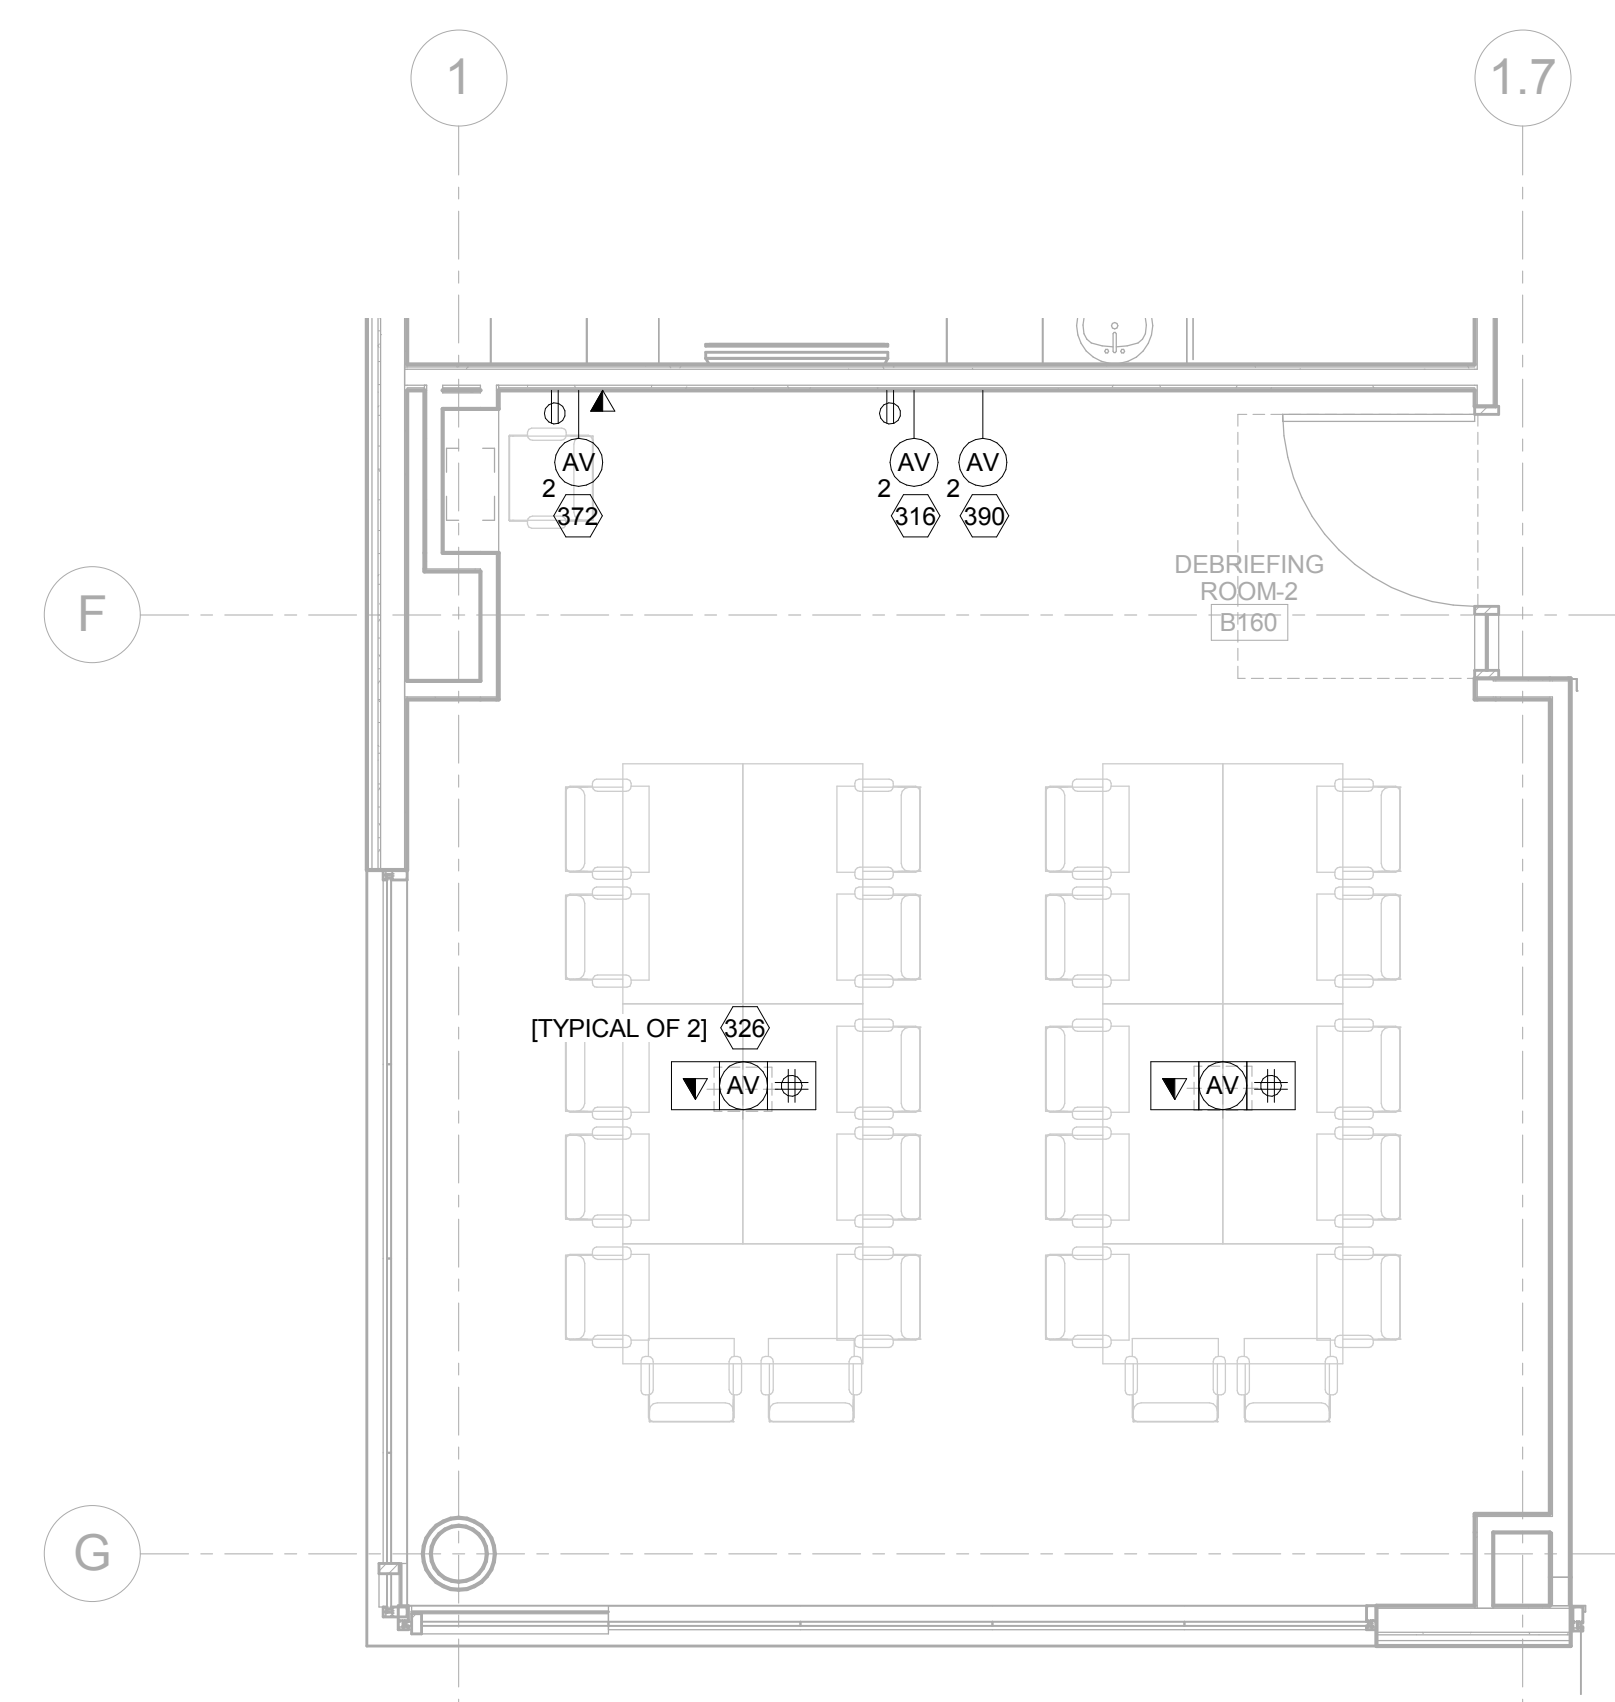 1
1.7
AV
AV
AV
2
2
2
372
316
390
DEBRIEFING
ROOM-2
B160
F
[TYPICAL OF 2]
326
AV
AV
G